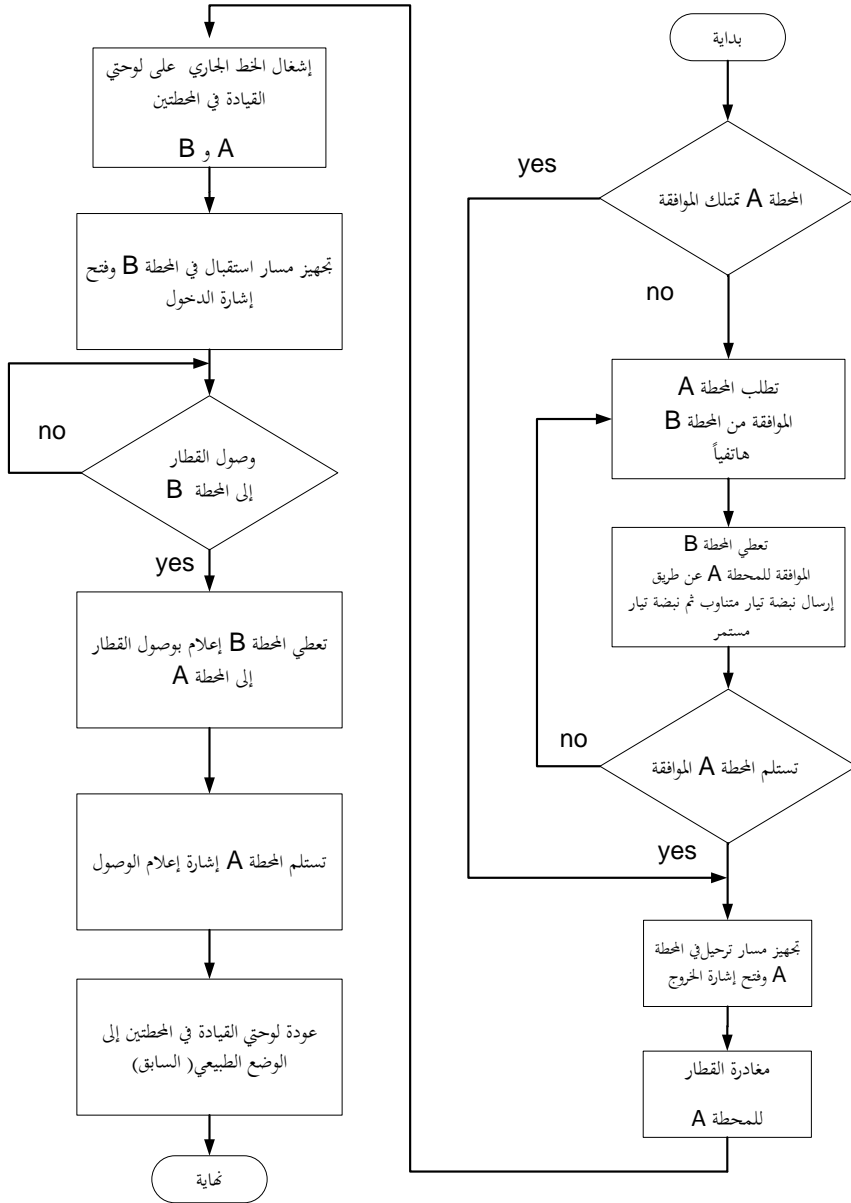 بداية
المحطة A تمتلك الموافقة
yes
no
تطلب المحطة A
الموافقة من المحطة B
هاتفياً
تعطي المحطة B
الموافقة للمحطة A عن طريق
إرسال نبضة تيار متناوب ثم نبضة تيار
مستمر
تستلم المحطة A الموافقة
no
yes
تجهيز مسار ترحيل في المحطة
A وفتح إشارة الخروج
مغادرة القطار
للمحطة A
إشغال الخط الجاري على لوحتي
القيادة في المحطتين
A و B
تجهيز مسار استقبال في المحطة B وفتح
إشارة الدخول
وصول القطار
إلى المحطة B
no
yes
تعطي المحطة B إعلام بوصول القطار
إلى المحطة A
تستلم المحطة A إشارة إعلام الوصول
عودة لوحتي القيادة في المحطتين إلى
الوضع الطبيعي( السابق)
نهاية